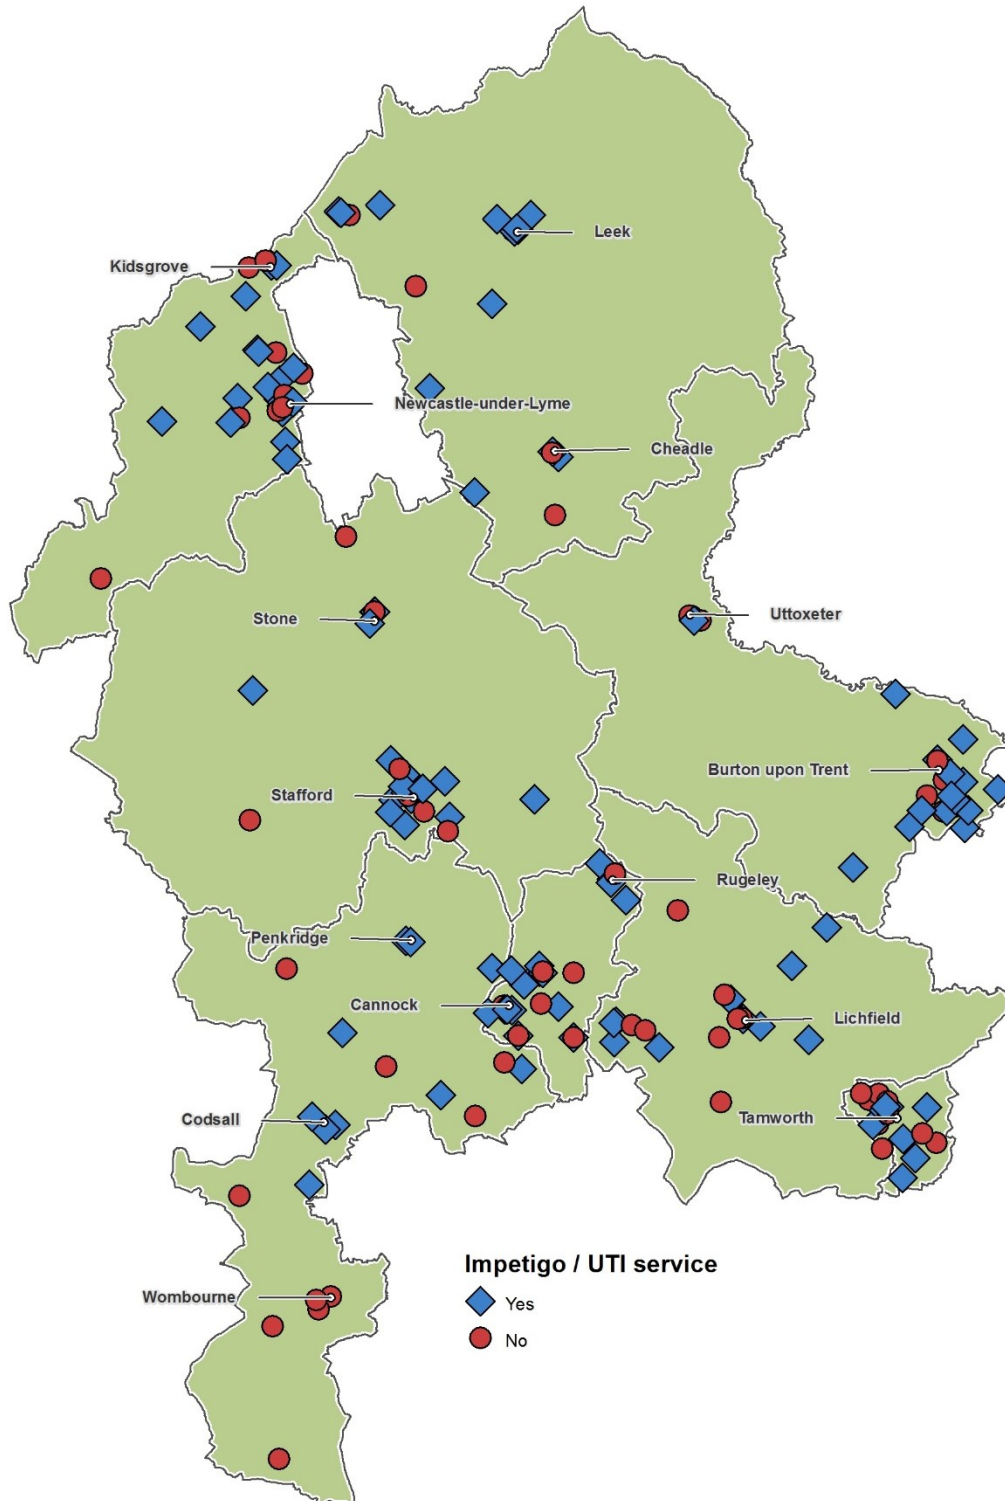 Leek
Kidsgrove
Newcastle-under-Lyme
Cheadle
Uttoxeter
Stone
Burton upon Trent
Stafford
Rugeley
Penkridge
Cannock
Lichfield
Tamworth
Codsall
Impetigo / UTI service
Wombourne
Yes
No